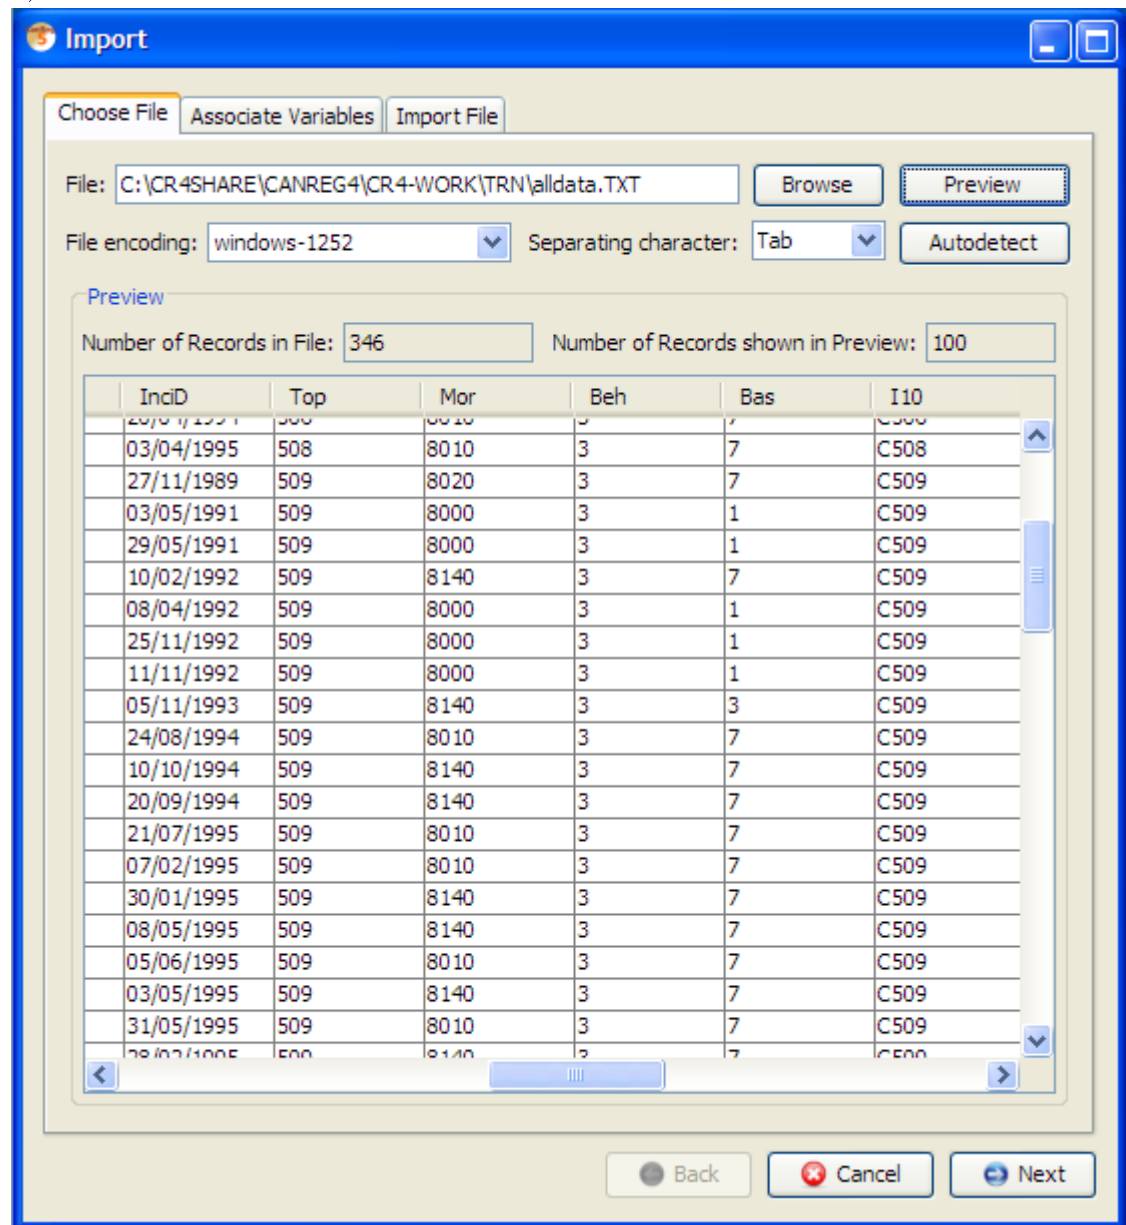 Import
Choose File Associate Variables Import File
File: C:\CR4SHARE\CANREG4\CR4-WORK\TRN\alldata.TXT Browse Preview
File encoding: windows-1252 Separating character: Tab Autodetect
Preview
Number of Records in File: 346 Number of Records shown in Preview: 100
InciD Top Mor Beh Bas I10
03/04/1995 508 8010 3 7 C508
27/11/1989 509 8020 3 7 C509
03/05/1991 509 8000 3 1 C509
29/05/1991 509 8000 3 1 C509
10/02/1992 509 8140 3 7 C509
08/04/1992 509 8000 3 1 C509
25/11/1992 509 8000 3 1 C509
11/11/1992 509 8000 3 1 C509
05/11/1993 509 8140 3 3 C509
24/08/1994 509 8010 3 7 C509
10/10/1994 509 8140 3 7 C509
20/09/1994 509 8140 3 7 C509
21/07/1995 509 8010 3 7 C509
07/02/1995 509 8010 3 7 C509
30/01/1995 509 8140 3 7 C509
08/05/1995 509 8140 3 7 C509
05/06/1995 509 8010 3 7 C509
03/05/1995 509 8140 3 7 C509
31/05/1995 509 8010 3 7 C509
Back Cancel Next